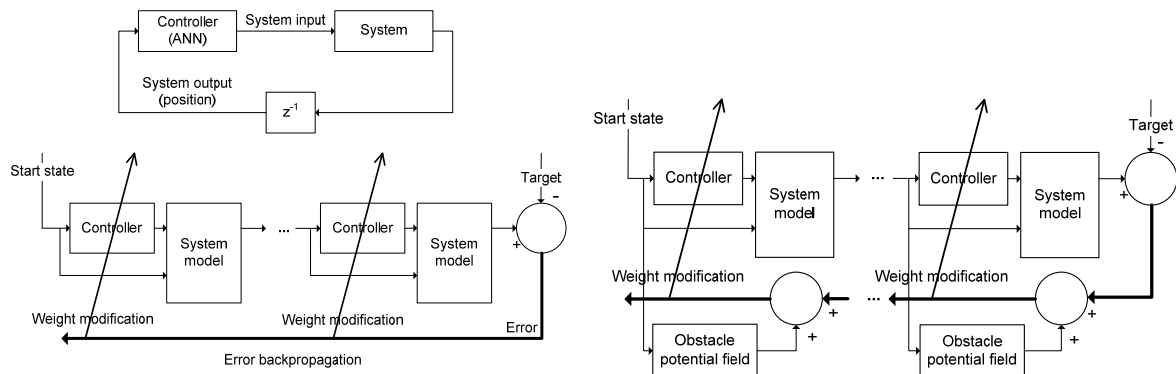 Controller
(ANN)
System input
System
System output
(position)
z⁻¹
Start state
Controller
System
model
...
Controller
System
model
Target
-
+
Weight modification
Weight modification
Error
Error backpropagation
Start state
Controller
System
model
...
Controller
System
model
Target
-
+
Weight modification
+
...
Weight modification
+
Obstacle
potential field
+
Obstacle
potential field
+